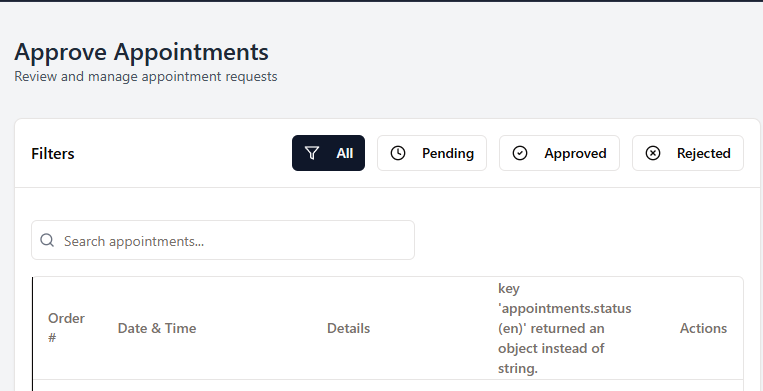 Approve Appointments
Review and manage appointment requests
Filters
All
Pending
Approved
Rejected
Search appointments...
Order
#
Date & Time
Details
key
'appointments.status
(en)' returned an
object instead of
string.
Actions